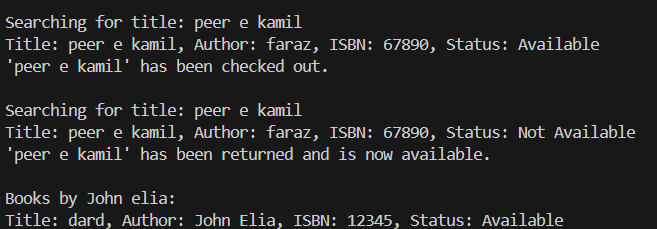 Searching for title: peer e kamil
Title: peer e kamil, Author: faraz, ISBN: 67890, Status: Available
'peer e kamil' has been checked out.
Searching for title: peer e kamil
Title: peer e kamil, Author: faraz, ISBN: 67890, Status: Not Available
'peer e kamil' has been returned and is now available.
Books by John elia:
Title: dard, Author: John Elia, ISBN: 12345, Status: Available